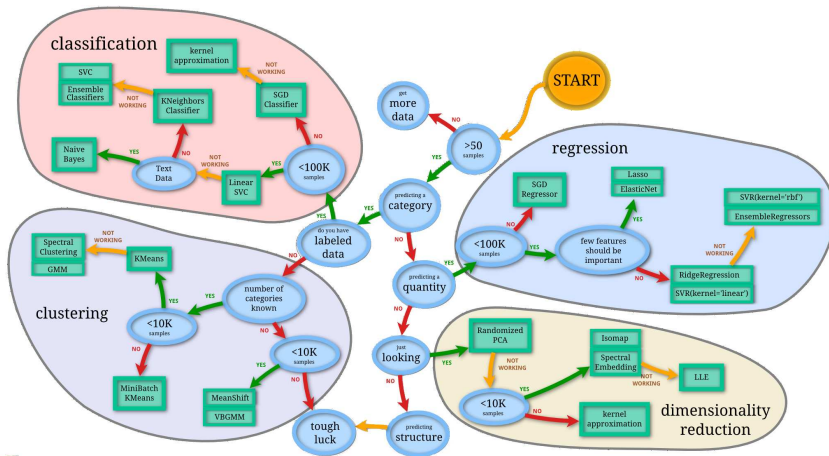 classification
kernel
approximation
NOT
WORKING
SVC
Ensemble
Classifiers
NOT
WORKING
KNeighbors
Classifier
SGD
Classifier
NO
NO
Naive
Bayes
YES
Text
Data
NOT
WORKING
Linear
SVC
YES
<100K
samples
YES
START
get
more
data
NO
>50
samples
YES
predicting a
category
YES
NO
do you have
labeled
data
NO
predicting a
quantity
YES
NO
regression
SGD
Regressor
NO
<100K
samples
YES
Lasso
ElasticNet
YES
few features
should be
important
NO
SVR(kernel='rbf')
EnsembleRegressors
NOT
WORKING
RidgeRegression
SVR(kernel='linear')
clustering
Spectral
Clustering
GMM
NOT
WORKING
KMeans
YES
<10K
samples
YES
number of
categories
known
NO
NO
MiniBatch
KMeans
<10K
samples
YES
NO
MeanShift
VBGMM
tough
luck
just
looking
YES
NO
predicting
structure
Randomized
PCA
NOT
WORKING
<10K
samples
YES
NO
Isomap
Spectral
Embedding
NOT
WORKING
LLE
kernel
approximation
dimensionality
reduction